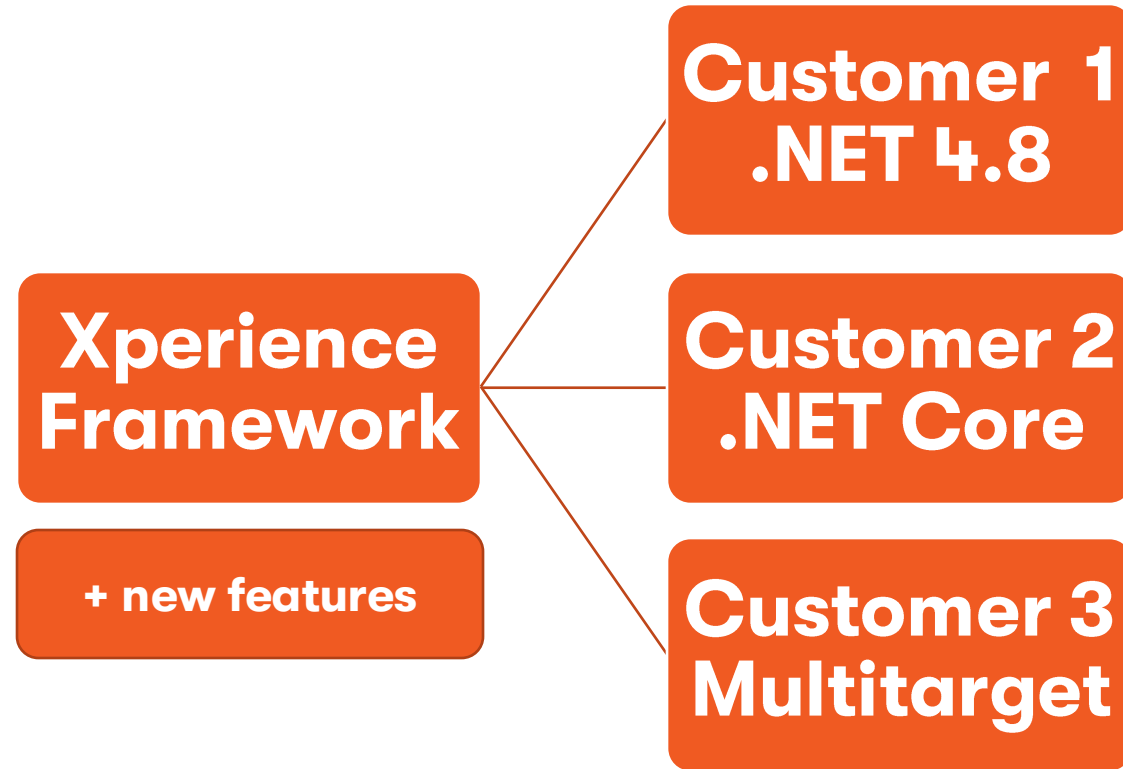 Xperience
Framework
+ new features
Customer 1
.NET 4.8
Customer 2
.NET Core
Customer 3
Multitarget